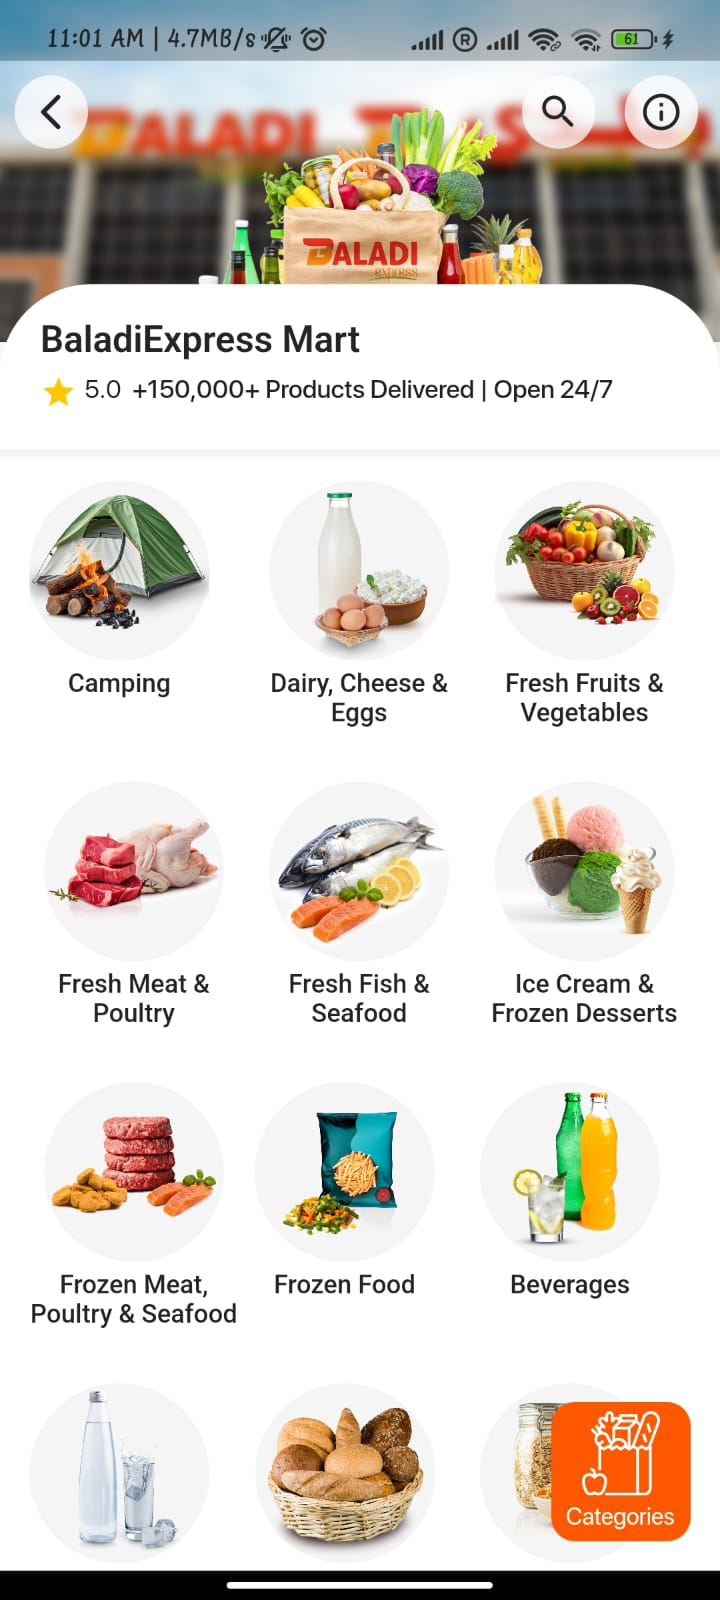 11:01 AM | 4.7MB/s
R
61
BALADI
BALADI
express
BaladiExpress Mart
5.0 +150,000+ Products Delivered | Open 24/7
Camping
Dairy, Cheese &
Eggs
Fresh Fruits &
Vegetables
Fresh Meat &
Poultry
Fresh Fish &
Seafood
Ice Cream &
Frozen Desserts
Frozen Meat,
Poultry & Seafood
Frozen Food
Beverages
Categories